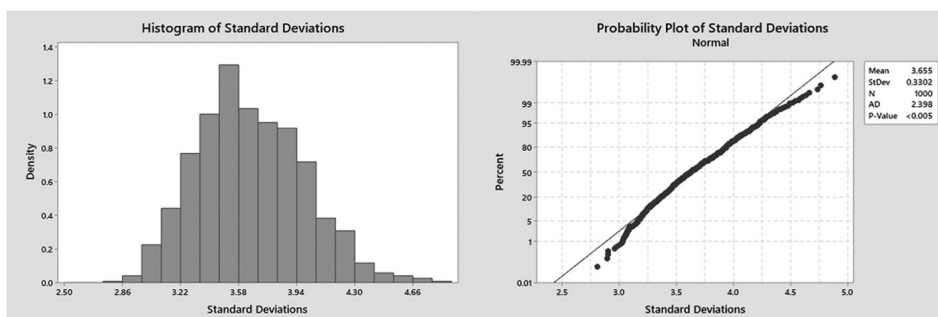 Histogram of Standard Deviations
1.4
1.2
1.0
0.8
0.6
0.4
0.2
0.0
Density
2.50 2.86 3.22 3.58 3.94 4.30 4.66
Standard Deviations
Probability Plot of Standard Deviations
Normal
99.99
99
95
80
50
20
5
1
0.01
Percent
2.5 3.0 3.5 4.0 4.5 5.0
Standard Deviations
Mean 3.655
StDev 0.3302
N 1000
AD 2.398
P-Value <0.005